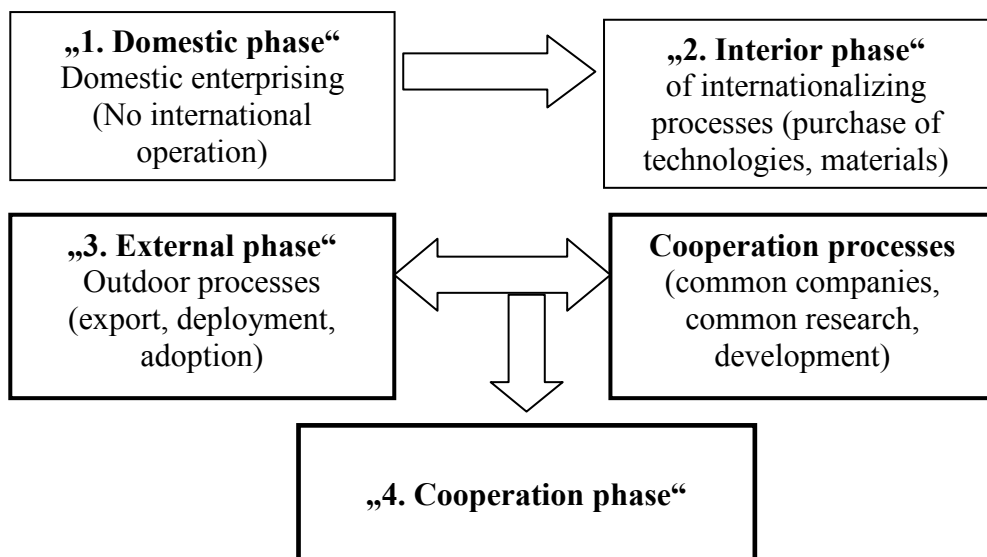 „1. Domestic phase“
Domestic enterprising
(No international
operation)
„2. Interior phase“
of internationalizing
processes (purchase of
technologies, materials)
„3. External phase“
Outdoor processes
(export, deployment,
adoption)
Cooperation processes
(common companies,
common research,
development)
„4. Cooperation phase“